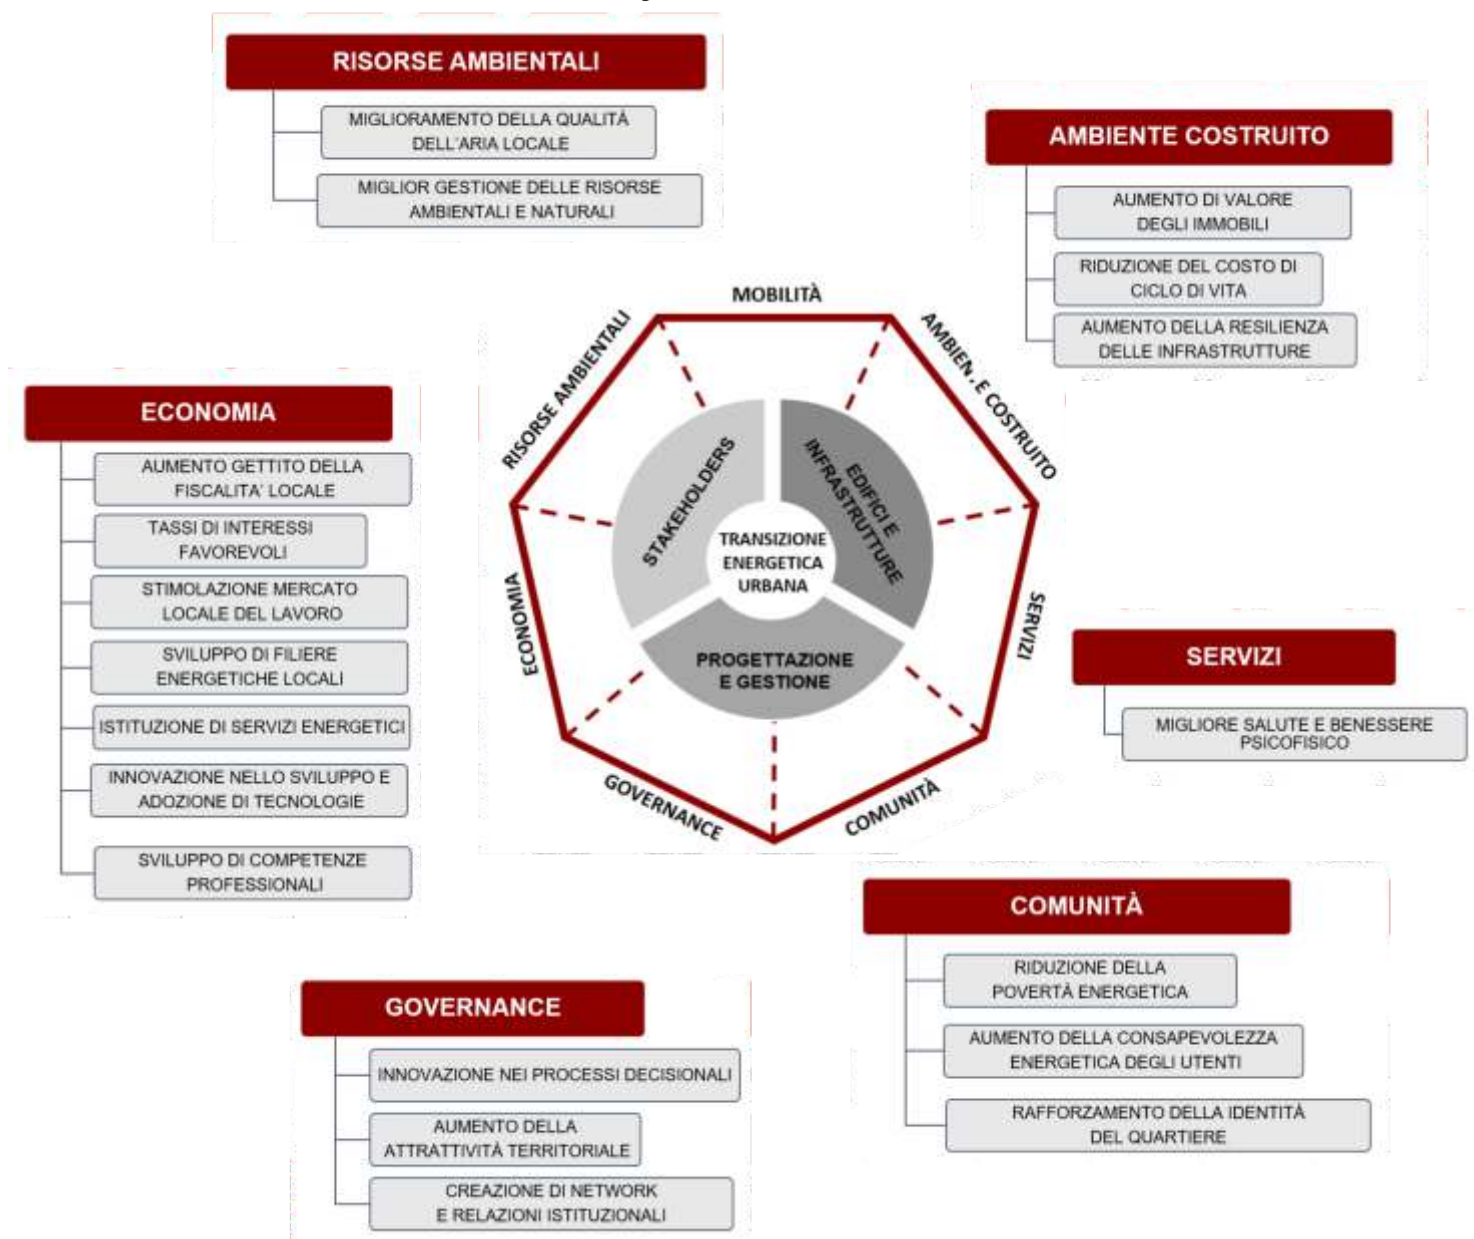 RISORSE AMBIENTALI
MIGLIORAMENTO DELLA QUALITÀ
DELL'ARIA LOCALE
MIGLIOR GESTIONE DELLE RISORSE
AMBIENTALI E NATURALI
AMBIENTE COSTRUITO
AUMENTO DI VALORE
DEGLI IMMOBILI
RIDUZIONE DEL COSTO DI
CICLO DI VITA
AUMENTO DELLA RESILIENZA
DELLE INFRASTRUTTURE
ECONOMIA
AUMENTO GETTITO DELLA
FISCALITA' LOCALE
TASSI DI INTERESSI
FAVOREVOLI
STIMOLAZIONE MERCATO
LOCALE DEL LAVORO
SVILUPPO DI FILIERE
ENERGETICHE LOCALI
ISTITUZIONE DI SERVIZI ENERGETICI
INNOVAZIONE NELLO SVILUPPO E
ADOZIONE DI TECNOLOGIE
SVILUPPO DI COMPETENZE
PROFESSIONALI
MOBILITÀ
RISORSE AMBIENTALI
AMBIEN. E COSTRUITO
ECONOMIA
SERVIZI
GOVERNANCE
COMUNITÀ
STAKEHOLDERS
EDIFICI E
INFRASTRUTTURE
TRANSIZIONE
ENERGETICA
URBANA
PROGETTAZIONE
E GESTIONE
SERVIZI
MIGLIORE SALUTE E BENESSERE
PSICOFISICO
COMUNITÀ
RIDUZIONE DELLA
POVERTÀ ENERGETICA
AUMENTO DELLA CONSAPEVOLEZZA
ENERGETICA DEGLI UTENTI
RAFFORZAMENTO DELLA IDENTITÀ
DEL QUARTIERE
GOVERNANCE
INNOVAZIONE NEI PROCESSI DECISIONALI
AUMENTO DELLA
ATTRATTIVITÀ TERRITORIALE
CREAZIONE DI NETWORK
E RELAZIONI ISTITUZIONALI